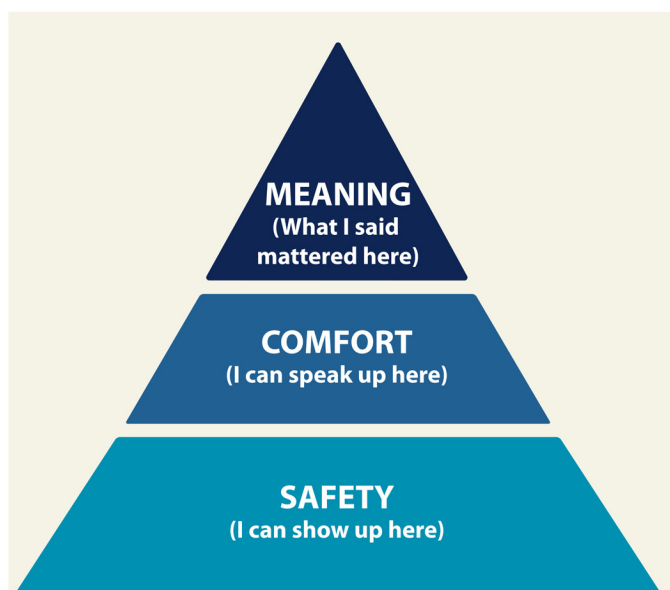 MEANING
(What I said
mattered here)
COMFORT
(I can speak up here)
SAFETY
(I can show up here)